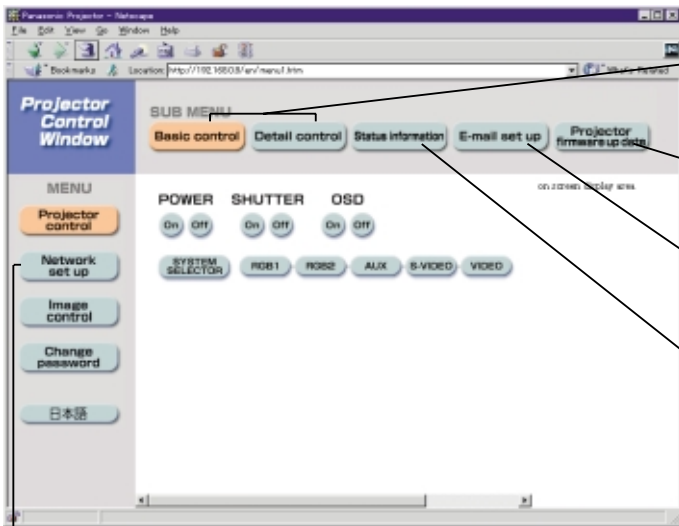 Panasonic Projector - Netscape
File Edit View Go Window Help
Bookmarks Location: http://192.168.0.8/en/menu1.htm What's Related
Projector
Control
Window
SUB MENU
Basic control Detail control Status information E-mail set up Projector firmware up date
MENU
Projector control
Network set up
Image control
Change password
日本語
POWER SHUTTER OSD
On Off On Off On Off
SYSTEM SELECTOR RGB1 RGB2 AUX S-VIDEO VIDEO
on screen display area